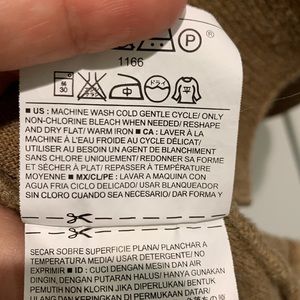 P
1166
30
ドライ
■ US : MACHINE WASH COLD GENTLE CYCLE/ ONLY
NON-CHLORINE BLEACH WHEN NEEDED/ RESHAPE
AND DRY FLAT/ WARM IRON ■ CA : LAVER À LA
MACHINE À L'EAU FROIDE AU CYCLE DÉLICAT/
UTILISER AU BESOIN UN AGENT DE BLANCHIMENT
SANS CHLORE UNIQUEMENT/ REDONNER SA FORME
ET SÉCHER À PLAT/ REPASSER À TEMPÉRATURE
MOYENNE ■ MX/CL/PE : LAVAR A MAQUINA CON
AGUA FRIA CICLO DELICADO/ USAR BLANQUEADOR
SIN CLORO CUANDO SEA NECESARIO/ DAR FORMA Y
SECAR SOBRE SUPERFICIE PLANA/ PLANCHAR A
TEMPERATURA MEDIA/ USAR DETERGENTE/ NO
EXPRIMIR ■ ID : CUCI DENGAN MESIN DAN AIR
DINGIN, DENGAN PUTARAN HALUS/ HANYA GUNAKAN
PEMUTIH NON KLORIN JIKA DIPERLUKAN/ BENTUK
ULANG DAN KERINGKAN DI PERMUKAAN DATAR/